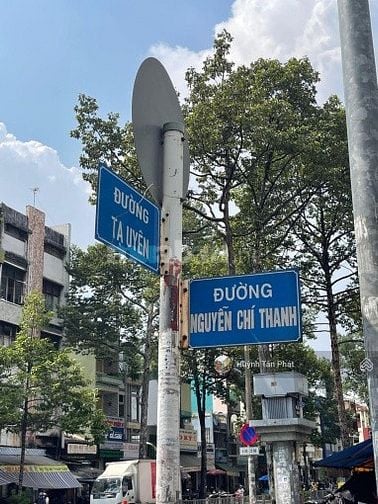 ĐƯỜNG
TẠ UYÊN
ĐƯỜNG
NGUYỄN CHÍ THANH
Huỳnh Tấn Phát